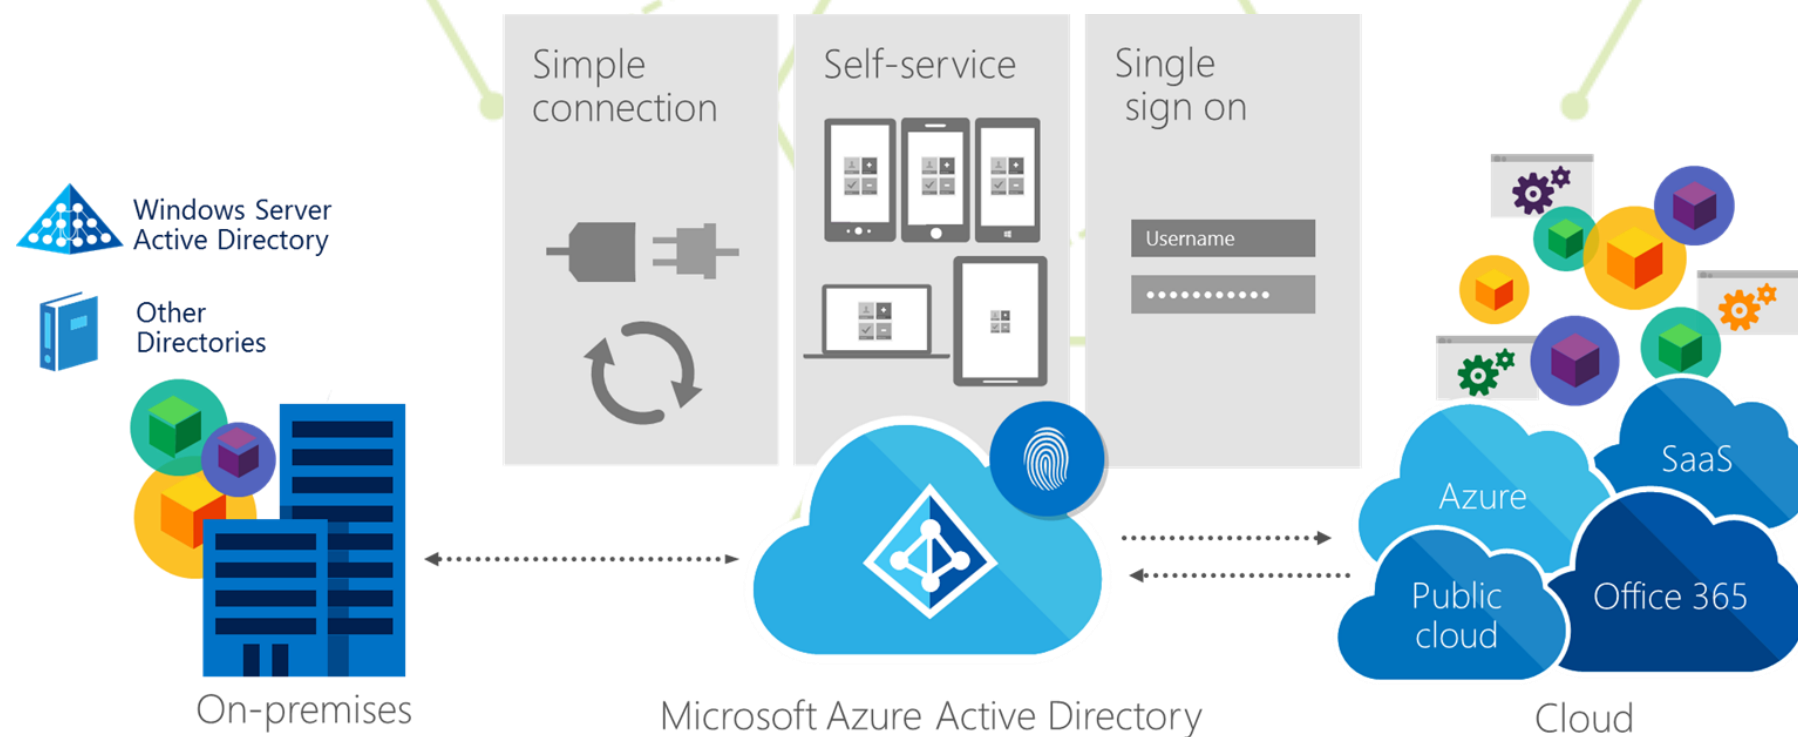 Simple
connection
Self-service
Single
sign on
Windows Server
Active Directory
Other
Directories
Username
SaaS
Azure
Public
cloud
Office 365
On-premises
Microsoft Azure Active Directory
Cloud